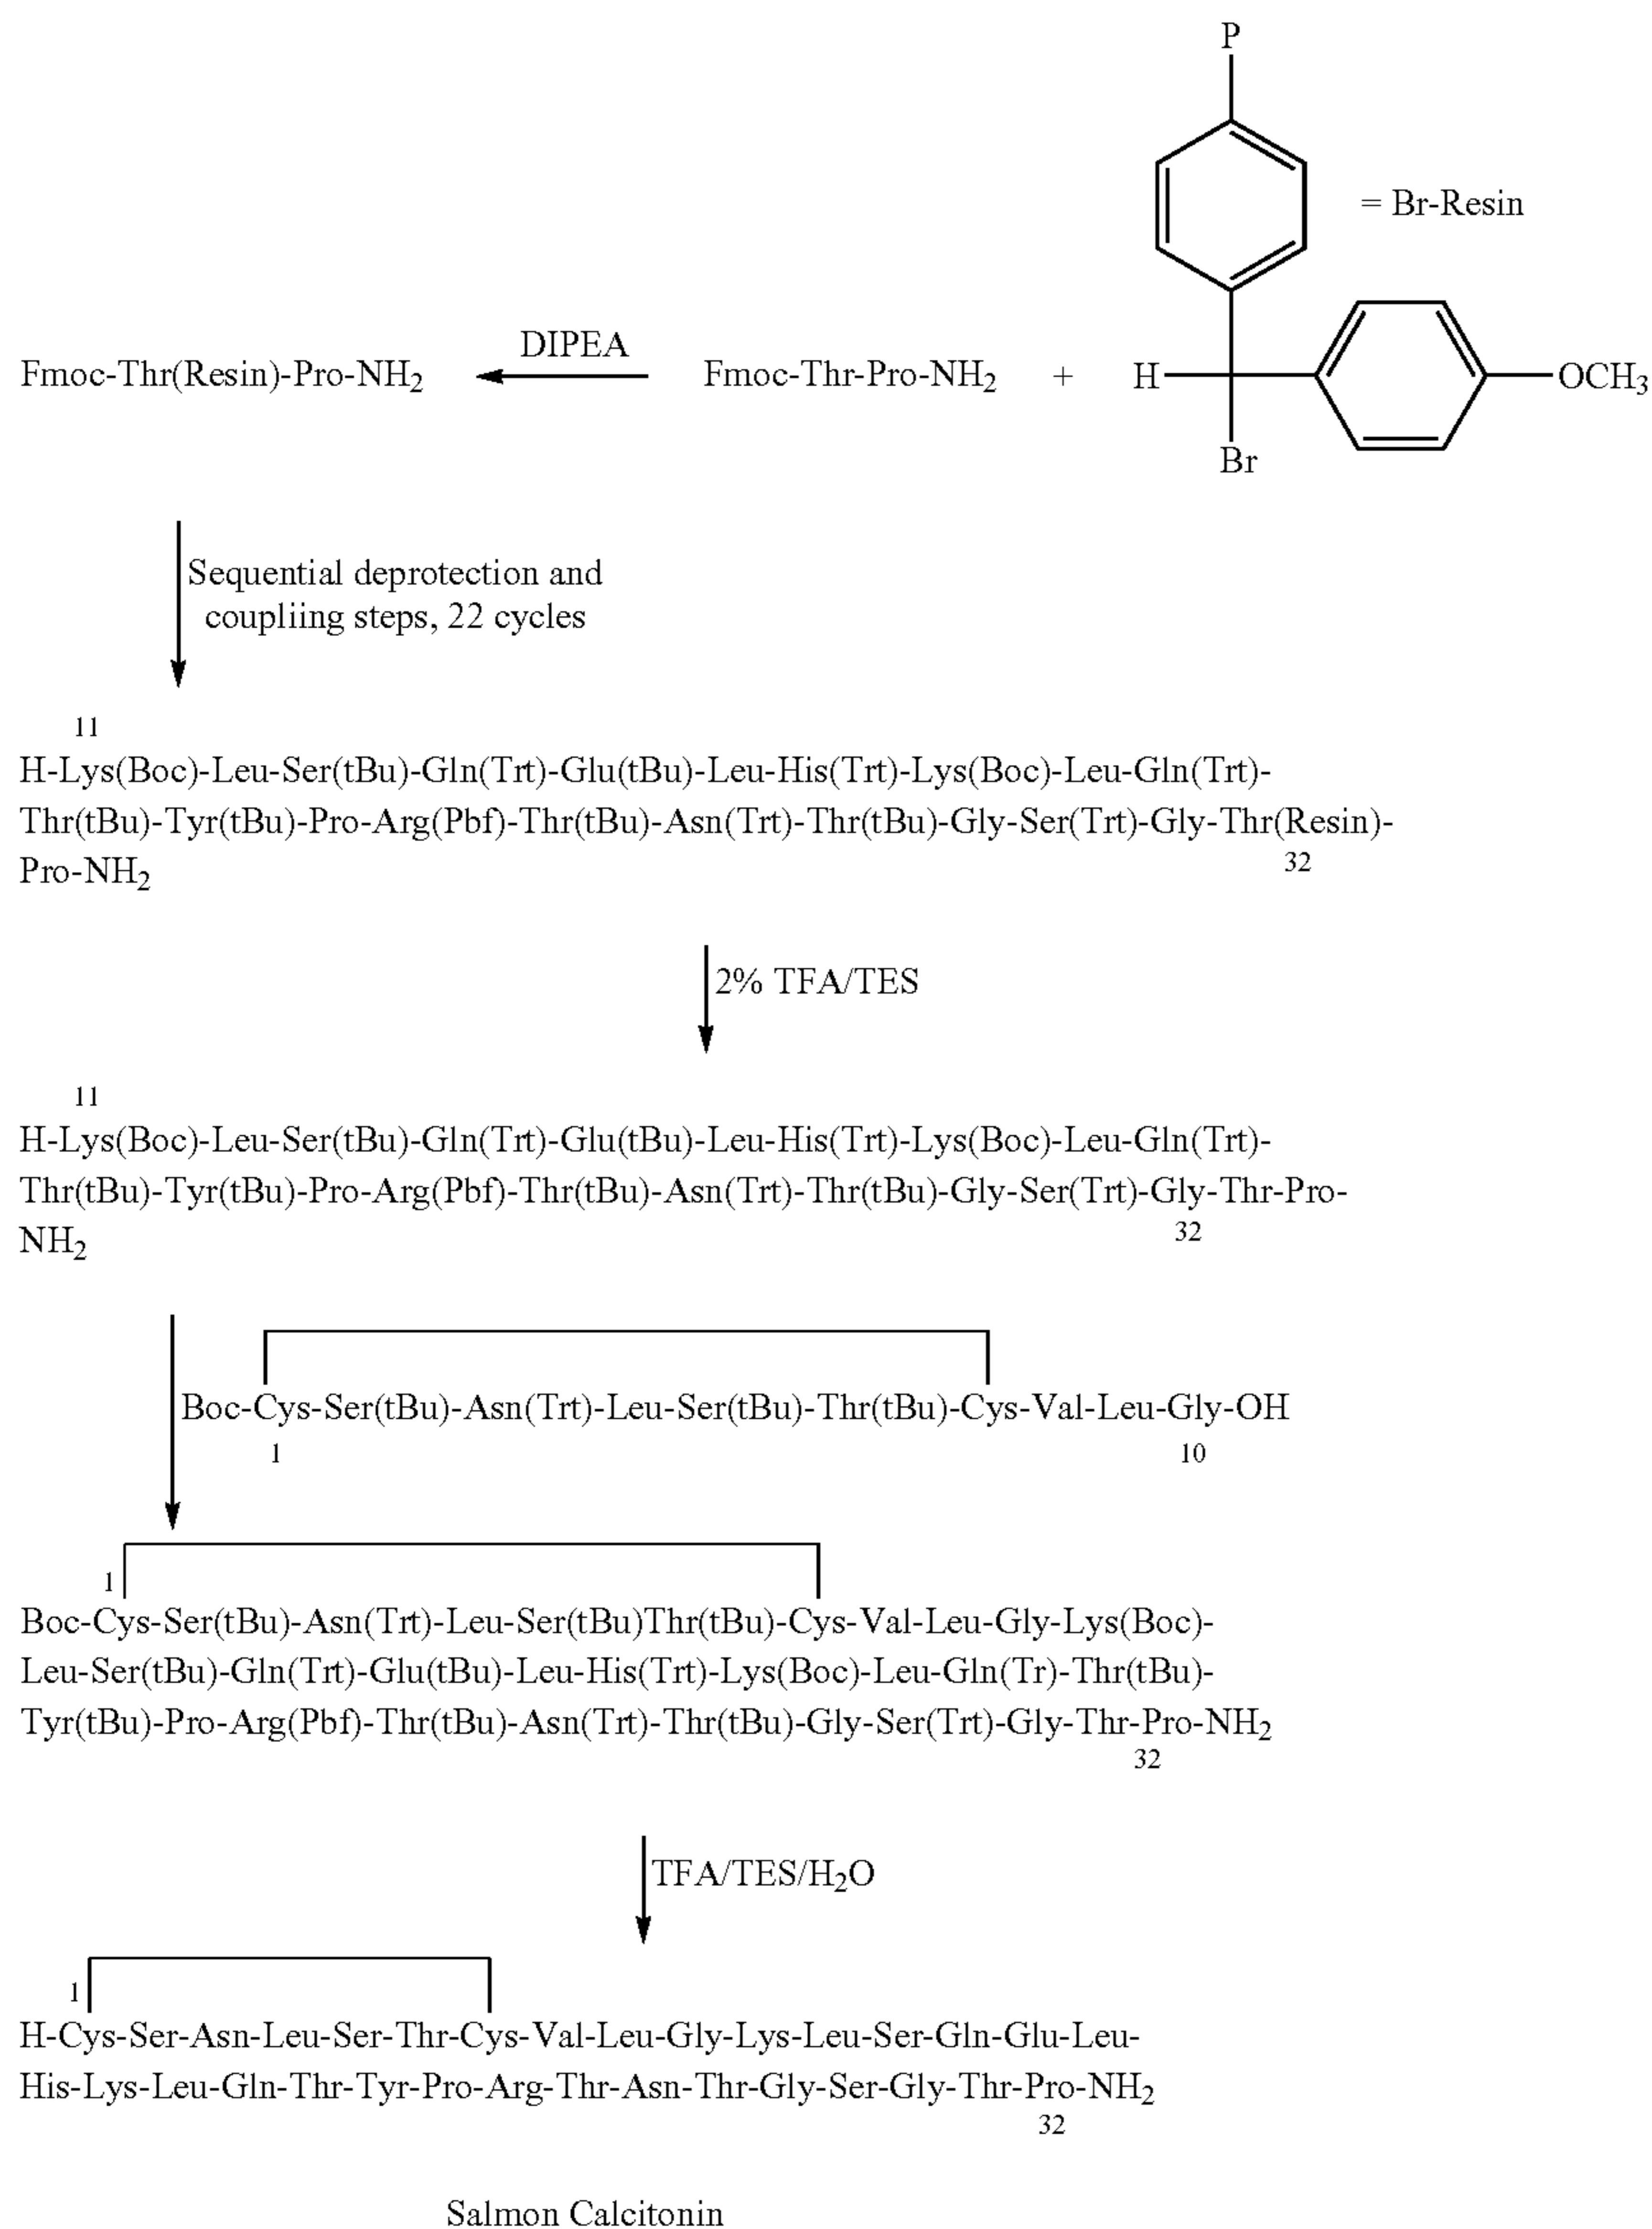 P
= Br-Resin
Fmoc-Thr(Resin)-Pro-NH2 DIPEA Fmoc-Thr-Pro-NH2 + H OCH3
Br
Sequential deprotection and
coupliing steps, 22 cycles
11
H-Lys(Boc)-Leu-Ser(tBu)-Gln(Trt)-Glu(tBu)-Leu-His(Trt)-Lys(Boc)-Leu-Gln(Trt)-
Thr(tBu)-Tyr(tBu)-Pro-Arg(Pbf)-Thr(tBu)-Asn(Trt)-Thr(tBu)-Gly-Ser(Trt)-Gly-Thr(Resin)-
32
Pro-NH2
2% TFA/TES
11
H-Lys(Boc)-Leu-Ser(tBu)-Gln(Trt)-Glu(tBu)-Leu-His(Trt)-Lys(Boc)-Leu-Gln(Trt)-
Thr(tBu)-Tyr(tBu)-Pro-Arg(Pbf)-Thr(tBu)-Asn(Trt)-Thr(tBu)-Gly-Ser(Trt)-Gly-Thr-Pro-
32
NH2
Boc-Cys-Ser(tBu)-Asn(Trt)-Leu-Ser(tBu)-Thr(tBu)-Cys-Val-Leu-Gly-OH
1 10
1
Boc-Cys-Ser(tBu)-Asn(Trt)-Leu-Ser(tBu)Thr(tBu)-Cys-Val-Leu-Gly-Lys(Boc)-
Leu-Ser(tBu)-Gln(Trt)-Glu(tBu)-Leu-His(Trt)-Lys(Boc)-Leu-Gln(Tr)-Thr(tBu)-
Tyr(tBu)-Pro-Arg(Pbf)-Thr(tBu)-Asn(Trt)-Thr(tBu)-Gly-Ser(Trt)-Gly-Thr-Pro-NH2
32
TFA/TES/H2O
1
H-Cys-Ser-Asn-Leu-Ser-Thr-Cys-Val-Leu-Gly-Lys-Leu-Ser-Gln-Glu-Leu-
His-Lys-Leu-Gln-Thr-Tyr-Pro-Arg-Thr-Asn-Thr-Gly-Ser-Gly-Thr-Pro-NH2
32
Salmon Calcitonin